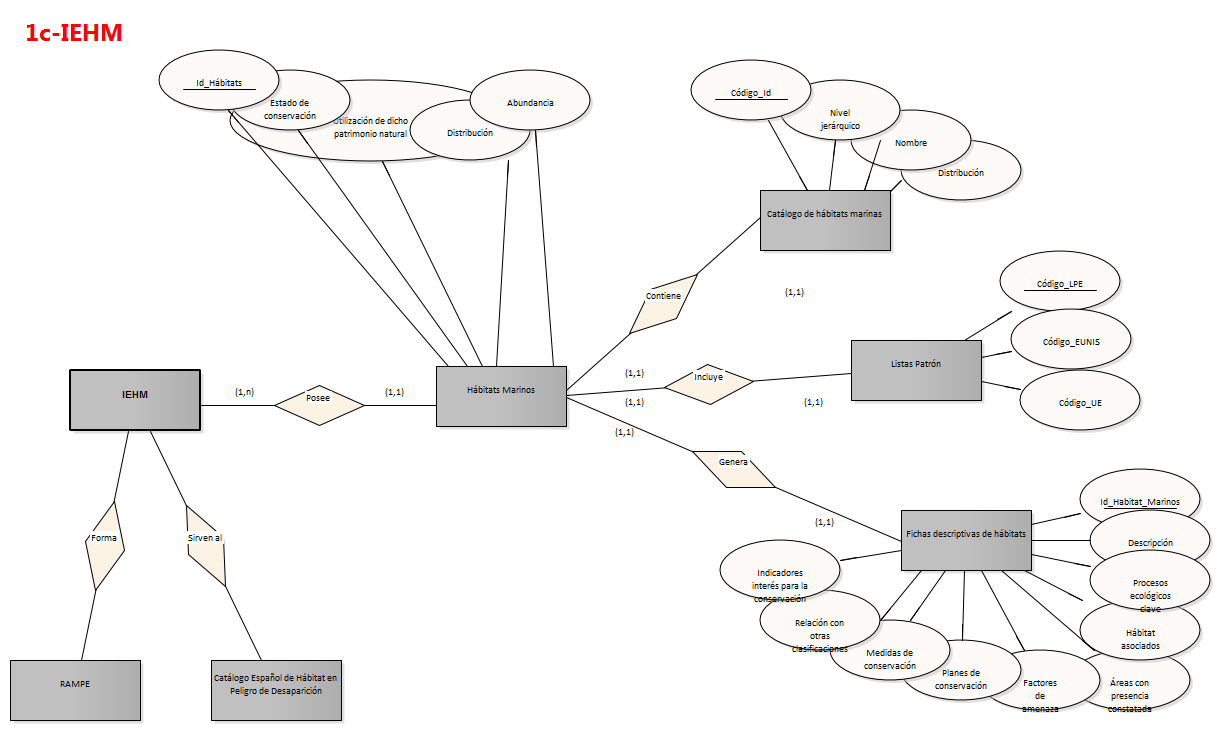 1c-IEHM
Id_Hábitats
Estado de
conservación
Utilización de dicho
patrimonio natural
Distribución
Abundancia
Código_Id
Nivel
jerárquico
Nombre
Distribución
Catálogo de hábitats marinas
Contiene
(1,1)
Código_LPE
Código_EUNIS
Código_UE
Listas Patrón
Incluye
(1,1)
(1,1)
(1,1)
(1,1)
IEHM
(1,n)
Posee
(1,1)
Hábitats Marinos
Genera
(1,1)
Fichas descriptivas de hábitats
Id_Habitat_Marinos
Descripción
Procesos
ecológicos
clave
Hábitat
asociados
Áreas con
presencia
constatada
Factores
de
amenaza
Planes de
conservación
Medidas de
conservación
Relación con
otras
clasificaciones
Indicadores
interés para la
conservación
Forma
Sirven al
RAMPE
Catálogo Español de Hábitat en
Peligro de Desaparición